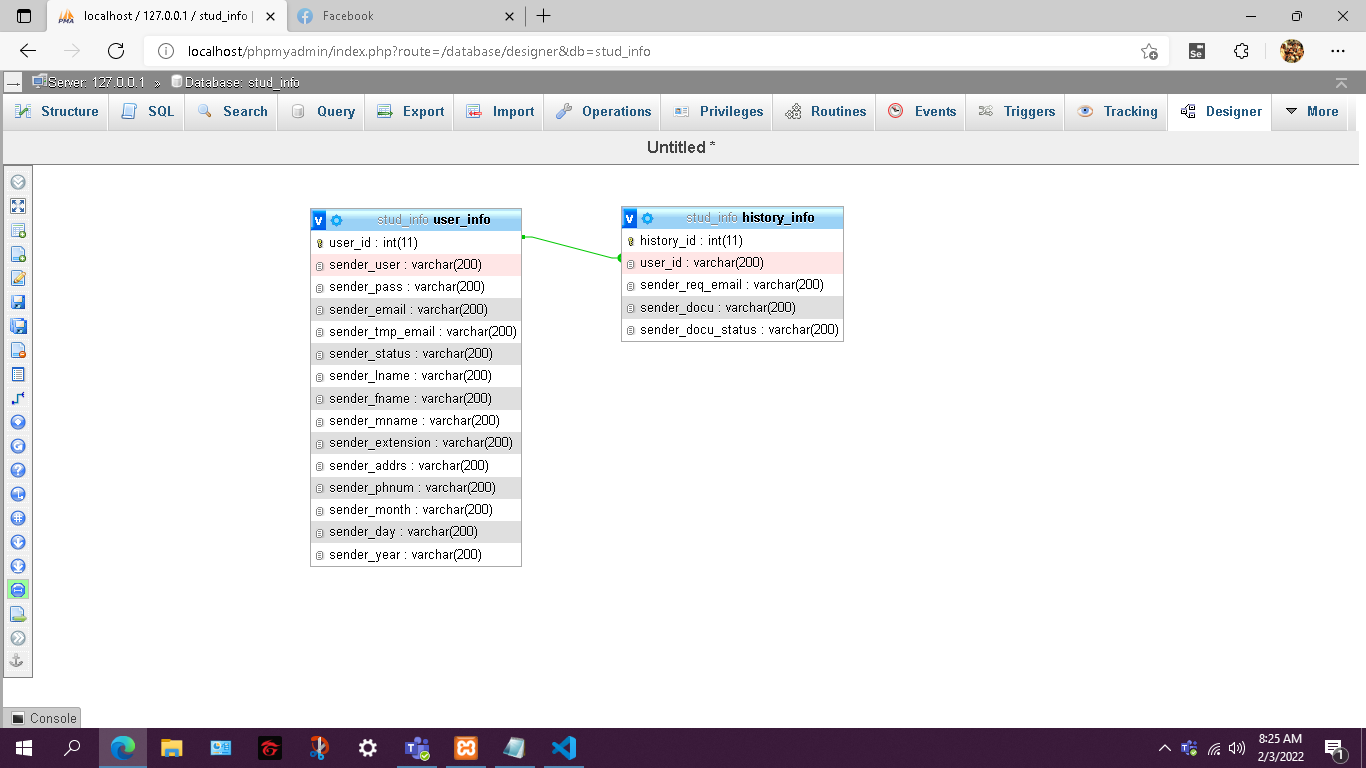 localhost / 127.0.0.1 / stud_info |
Facebook
localhost/phpmyadmin/index.php?route=/database/designer&db=stud_info
Server: 127.0.0.1 » Database: stud_info
Structure SQL Search Query Export Import Operations Privileges Routines Events Triggers Tracking Designer More
Untitled *
stud_info user_info
user_id : int(11)
sender_user : varchar(200)
sender_pass : varchar(200)
sender_email : varchar(200)
sender_tmp_email : varchar(200)
sender_status : varchar(200)
sender_lname : varchar(200)
sender_fname : varchar(200)
sender_mname : varchar(200)
sender_extension : varchar(200)
sender_addrs : varchar(200)
sender_phnum : varchar(200)
sender_month : varchar(200)
sender_day : varchar(200)
sender_year : varchar(200)
stud_info history_info
history_id : int(11)
user_id : varchar(200)
sender_req_email : varchar(200)
sender_docu : varchar(200)
sender_docu_status : varchar(200)
Console
8:25 AM
2/3/2022
1